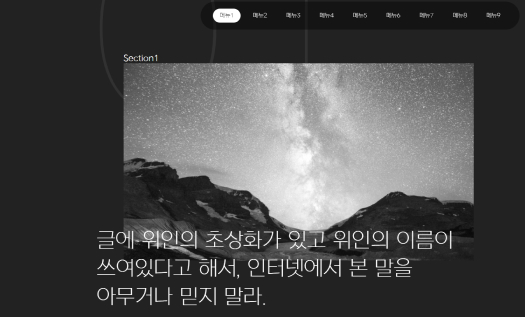 메뉴1 메뉴2 메뉴3 메뉴4 메뉴5 메뉴6 메뉴7 메뉴8 메뉴9
Section1
글에 위인의 초상화가 있고 위인의 이름이
쓰여있다고 해서, 인터넷에서 본 말을
아무거나 믿지 말라.